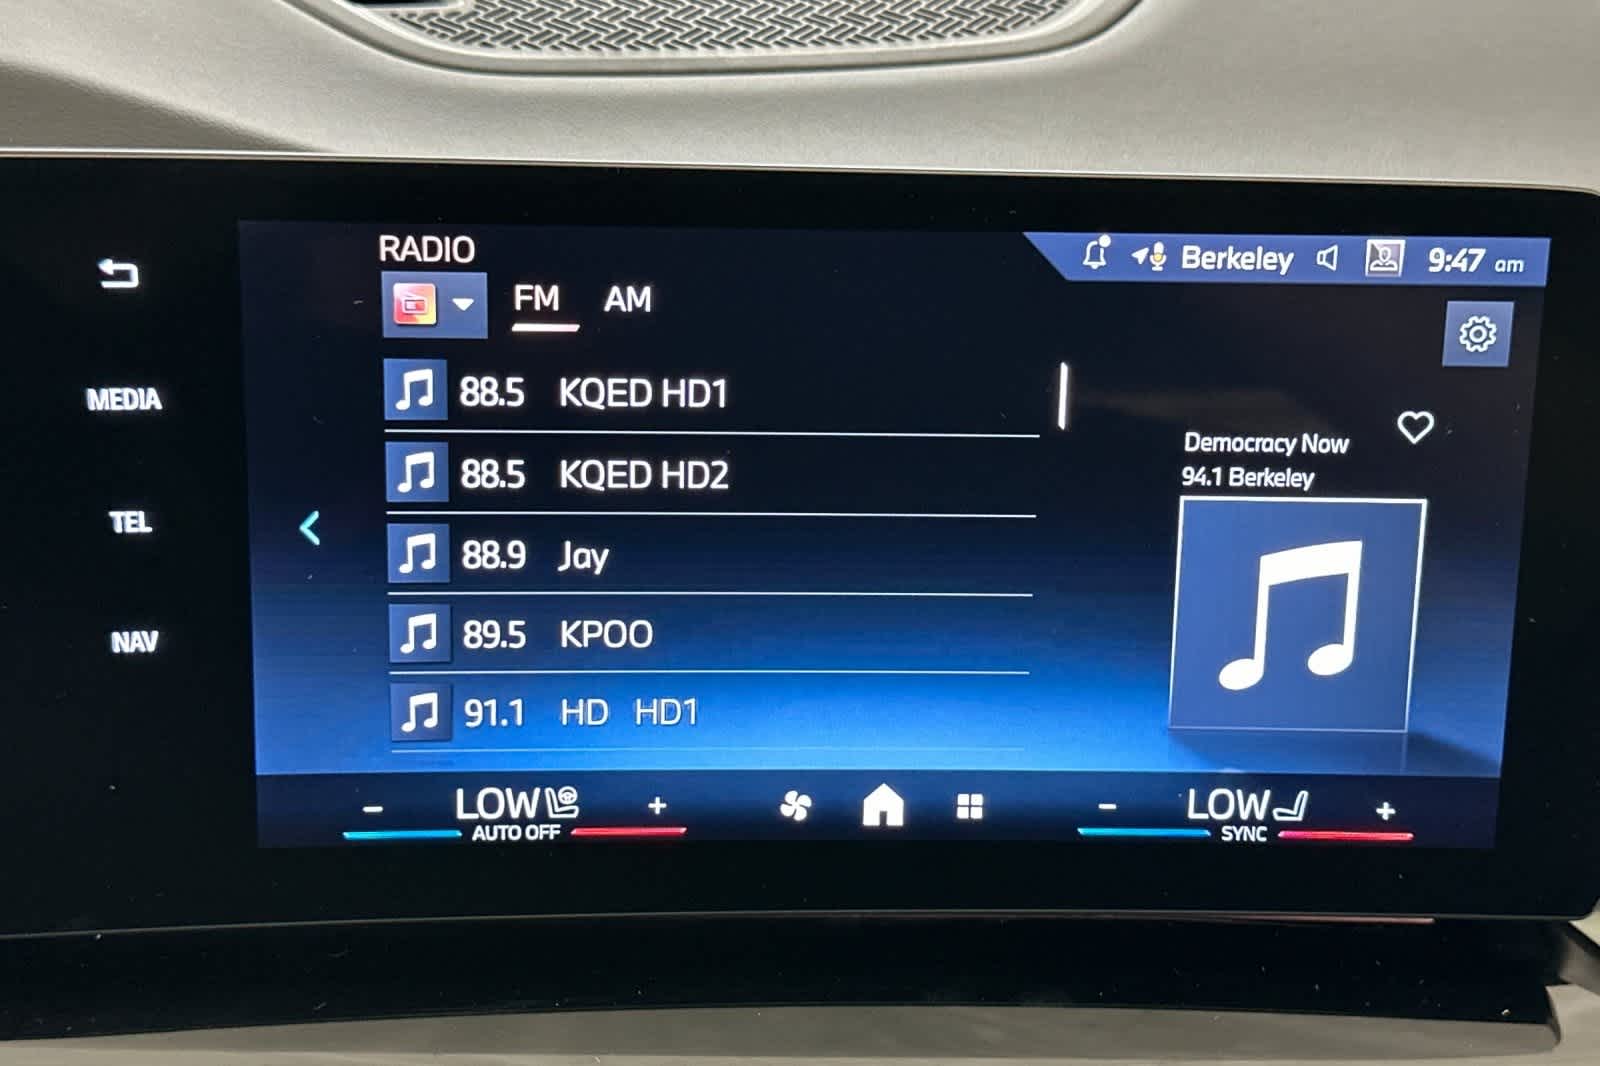 RADIO
Berkeley 9:47 am
FM AM
MEDIA
TEL
NAV
88.5 KQED HD1
88.5 KQED HD2
88.9 Jay
89.5 KPOO
91.1 HD HD1
Democracy Now
94.1 Berkeley
- LOW +
AUTO OFF
- LOW +
SYNC